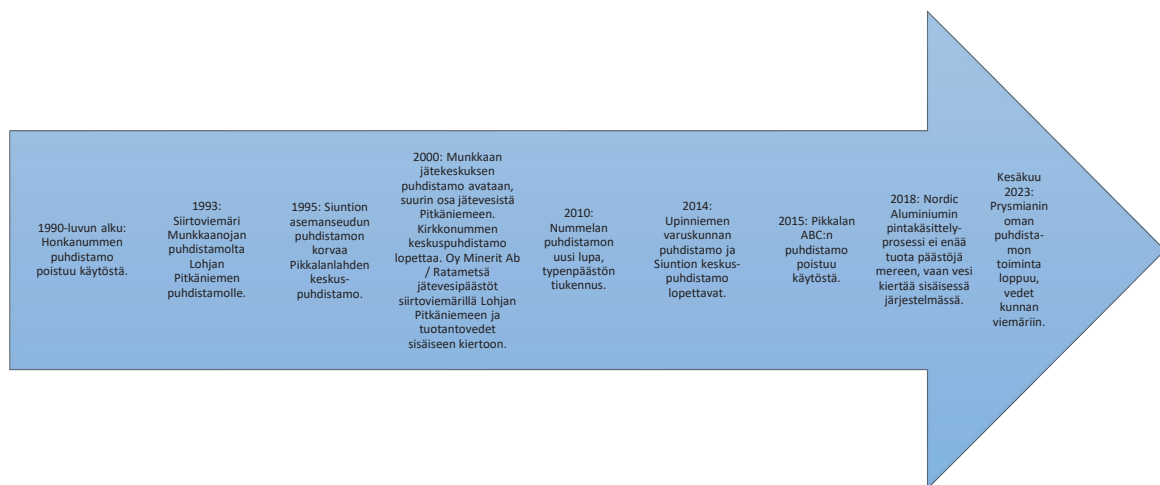 1990-luvun alku:
Honkanummen
puhdistamo
poistuu käytöstä.
1993:
Siirtoviemäri
Munkkaanojan
puhdistamolta
Lohjan
Pitkäniemen
puhdistamolle.
1995: Siuntion
asemanseudun
puhdistamon
korvaa
Pikkalanlahden
keskus-
puhdistamo.
2000: Munkkaan
jätekeskuksen
puhdistamo avataan,
suurin osa jätevesistä
Pitkäniemeen.
Kirkkonummen
keskuspuhdistamo
lopettaa. Oy Minerit Ab
/ Ratametsä
jätevesipäästöt
siirtoviemärillä Lohjan
Pitkäniemeen ja
tuotantovedet
sisäiseen kiertoon.
2010:
Nummelan
puhdistamon
uusi lupa,
typenpäästön
tiukennus.
2014:
Upinniemen
varuskunnan
puhdistamo ja
Siuntion keskus-
puhdistamo
lopettavat.
2015: Pikkalan
ABC:n
puhdistamo
poistuu
käytöstä.
2018: Nordic
Aluminiumin
pintakäsittely-
prosessi ei enää
tuota päästöjä
mereen, vaan vesi
kiertää sisäisessä
järjestelmässä.
Kesäkuu
2023:
Prysmianin
oman
puhdista-
mon
toiminta
loppuu,
vedet
kunnan
viemäriin.